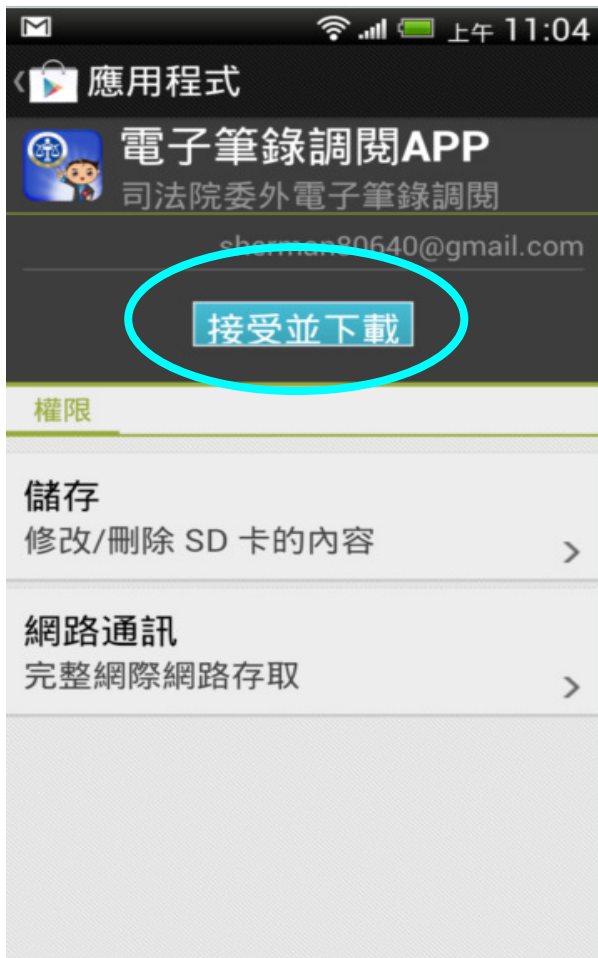 上午 11:04
應用程式
電子筆錄調閱APP
司法院委外電子筆錄調閱
sherman80640@gmail.com
接受並下載
權限
儲存
修改/刪除 SD 卡的內容
網路通訊
完整網際網路存取